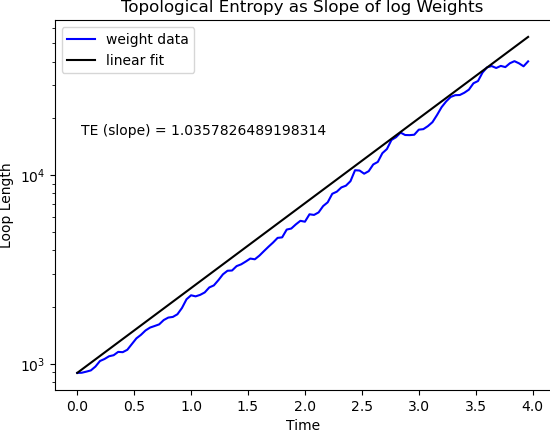 Topological Entropy as Slope of log Weights
weight data
linear fit
TE (slope) = 1.0357826489198314
Loop Length
10⁴
10³
0.0 0.5 1.0 1.5 2.0 2.5 3.0 3.5 4.0
Time